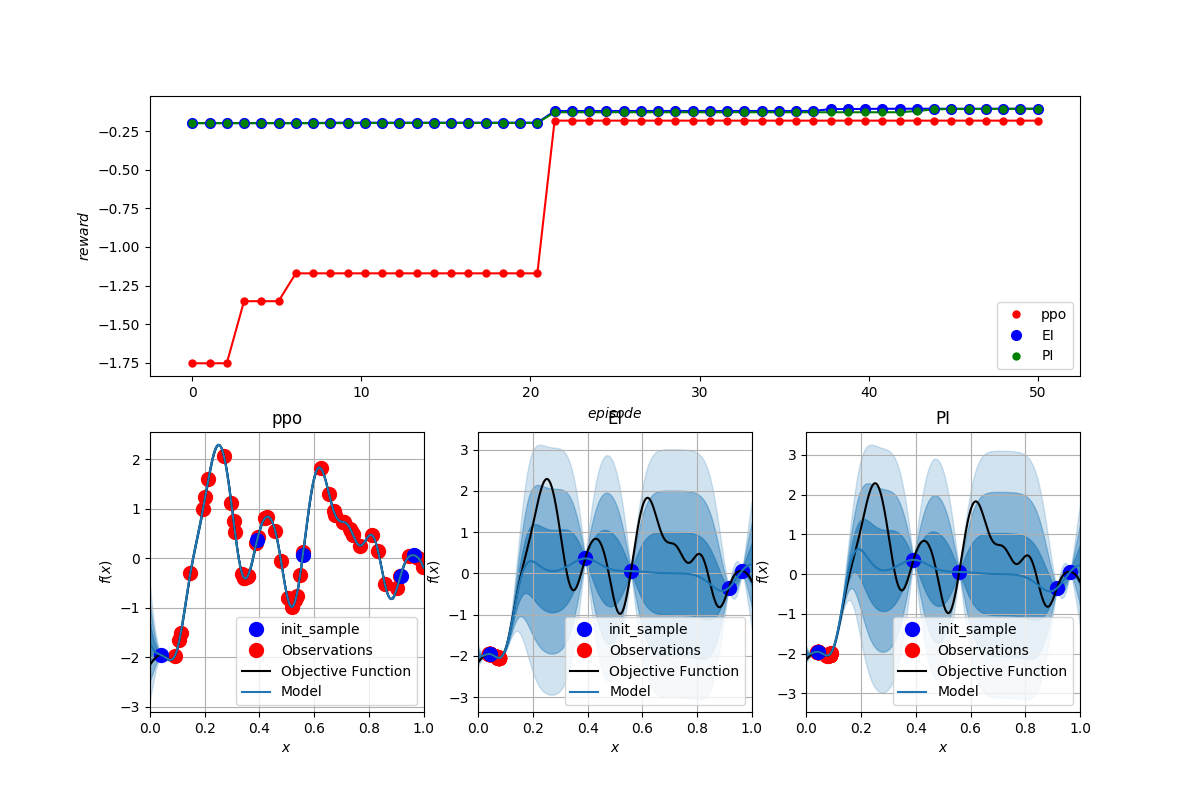 −0.25
−0.50
−0.75
−1.00
−1.25
−1.50
−1.75
reward
ppo
EI
PI
0 10 20 30 40 50
episode
ppo EI PI
2
1
0
−1
−2
−3
f(x)
init_sample
Observations
Objective Function
Model
0.0 0.2 0.4 0.6 0.8 1.0
x
3
2
1
0
−1
−2
−3
f(x)
init_sample
Observations
Objective Function
Model
0.0 0.2 0.4 0.6 0.8 1.0
x
3
2
1
0
−1
−2
−3
f(x)
init_sample
Observations
Objective Function
Model
0.0 0.2 0.4 0.6 0.8 1.0
x